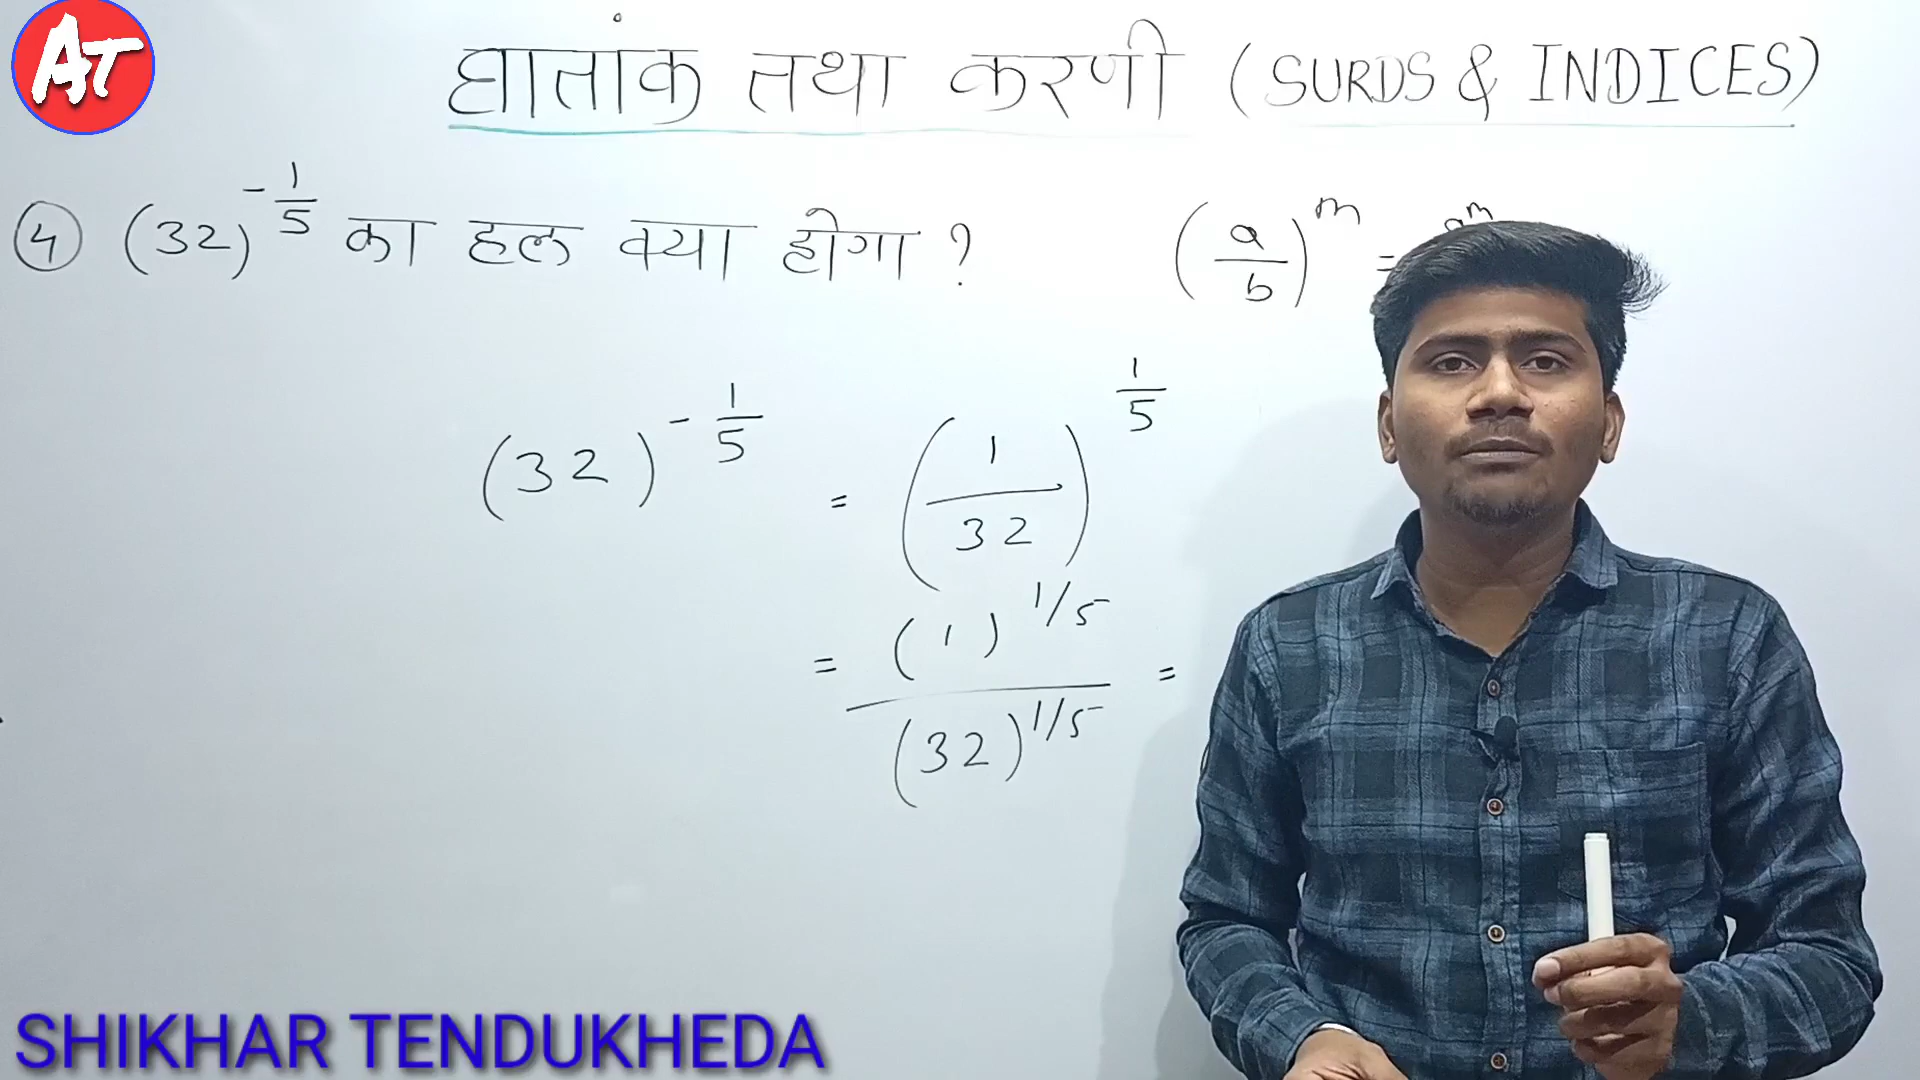 AT
घातांक तथा करणी (SURDS & INDICES)
④ (32)^{-1/5} का हल क्या होगा ?
(a/b)^m =
(32)^{-1/5} = (1/32)^{1/5}
= (1)^{1/5} / (32)^{1/5} =
SHIKHAR TENDUKHEDA